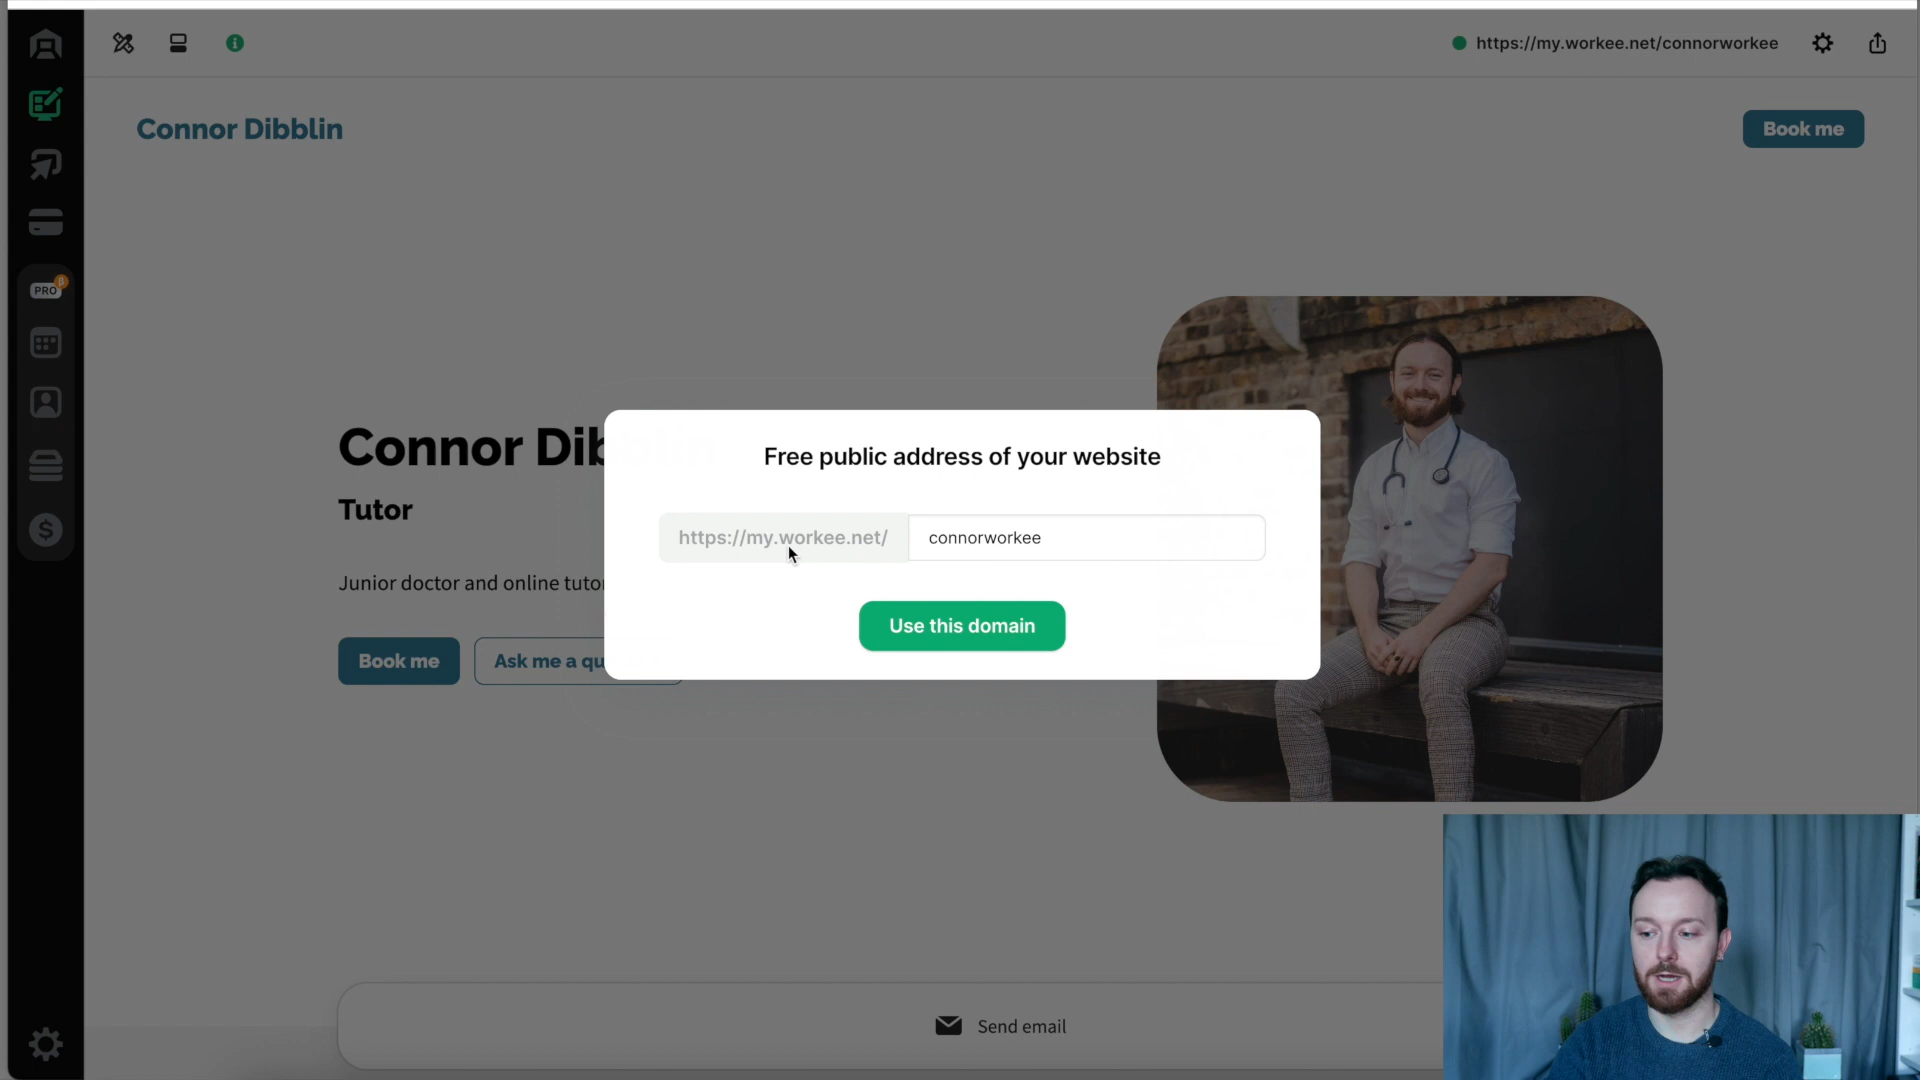 https://my.workee.net/connorworkee
Connor Dibblin
Book me
PRO
β
Connor Dib
Tutor
Junior doctor and online tuto
Book me
Ask me a qu
Free public address of your website
https://my.workee.net/
connorworkee
Use this domain
Send email